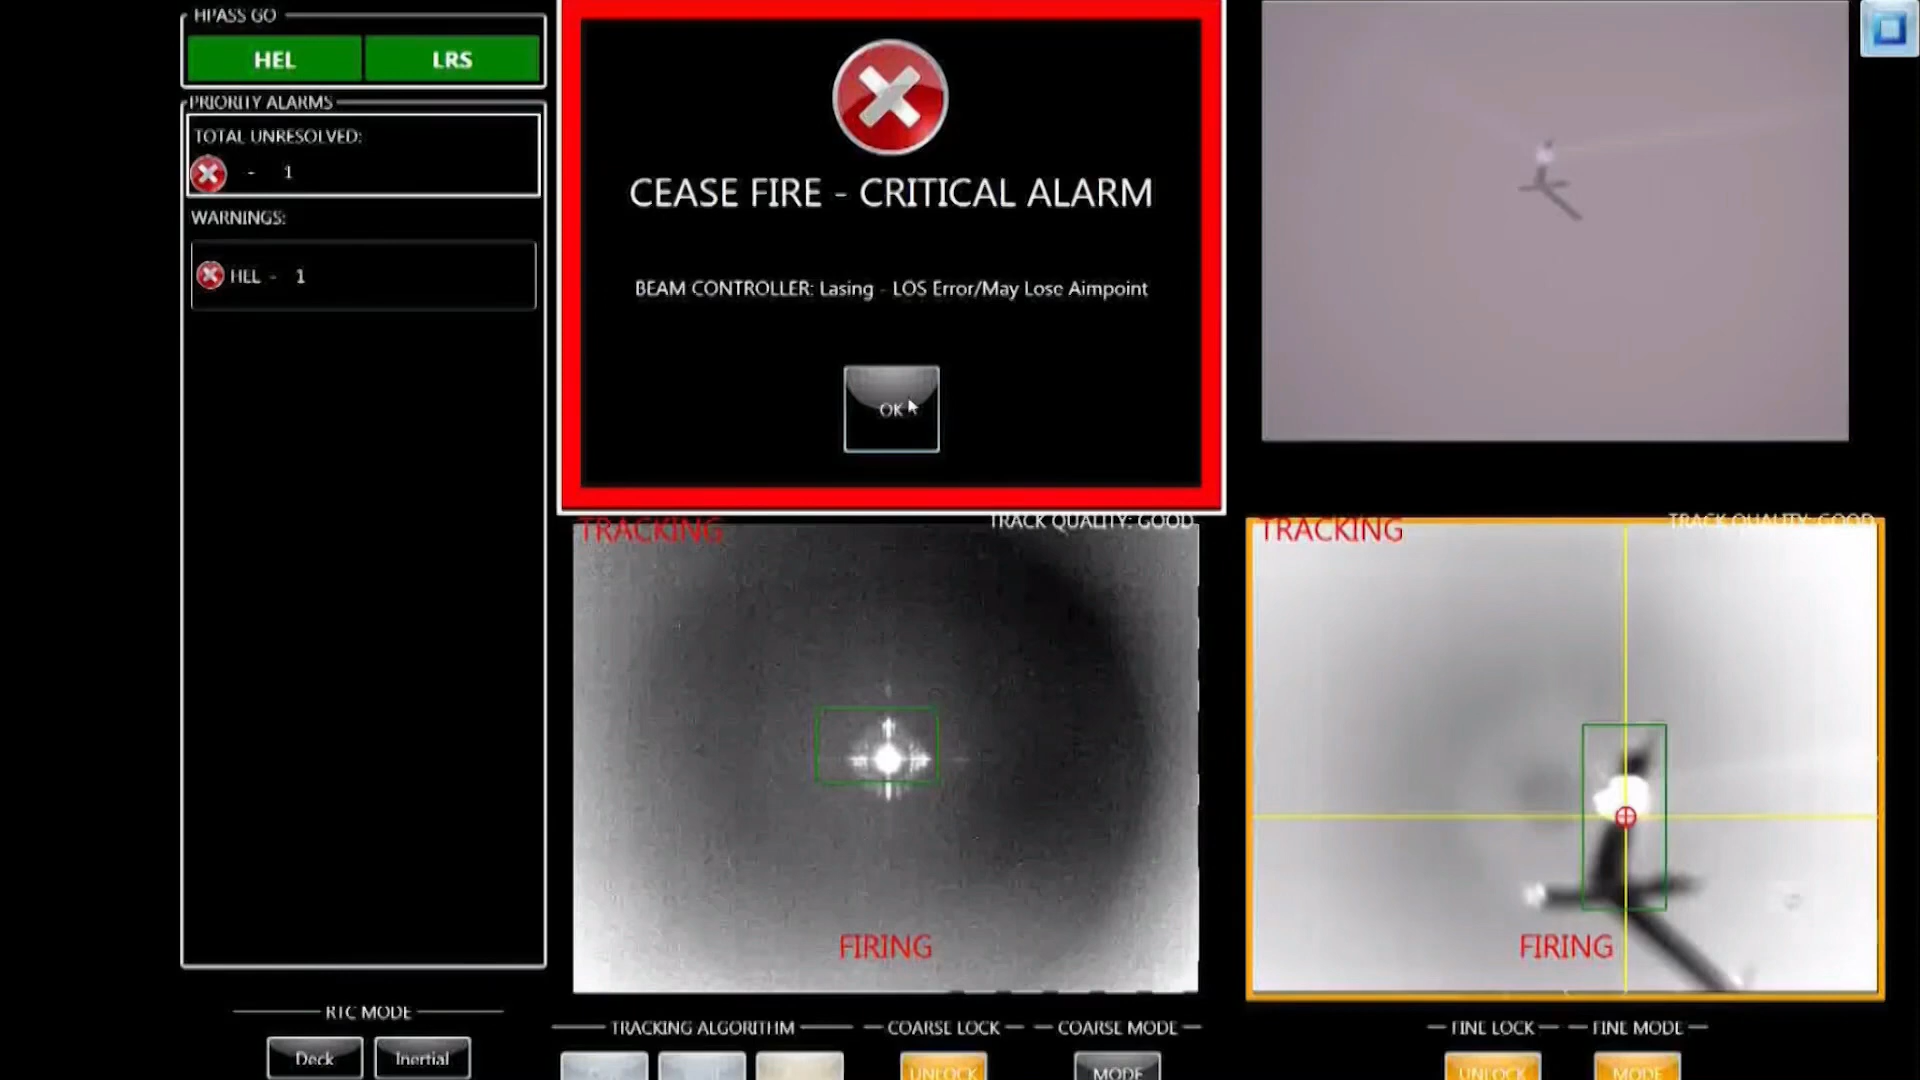 HPASS GO
HEL
LRS
PRIORITY ALARMS
TOTAL UNRESOLVED:
- 1
WARNINGS:
HEL - 1
CEASE FIRE - CRITICAL ALARM
BEAM CONTROLLER: Lasing - LOS Error/May Lose Aimpoint
OK
TRACKING
TRACK QUALITY: GOOD
FIRING
TRACKING
TRACK QUALITY: GOOD
FIRING
RTC MODE
Deck
Inertial
TRACKING ALGORITHM
COARSE LOCK
UNLOCK
COARSE MODE
MODE
FINE LOCK
UNLOCK
FINE MODE
MODE